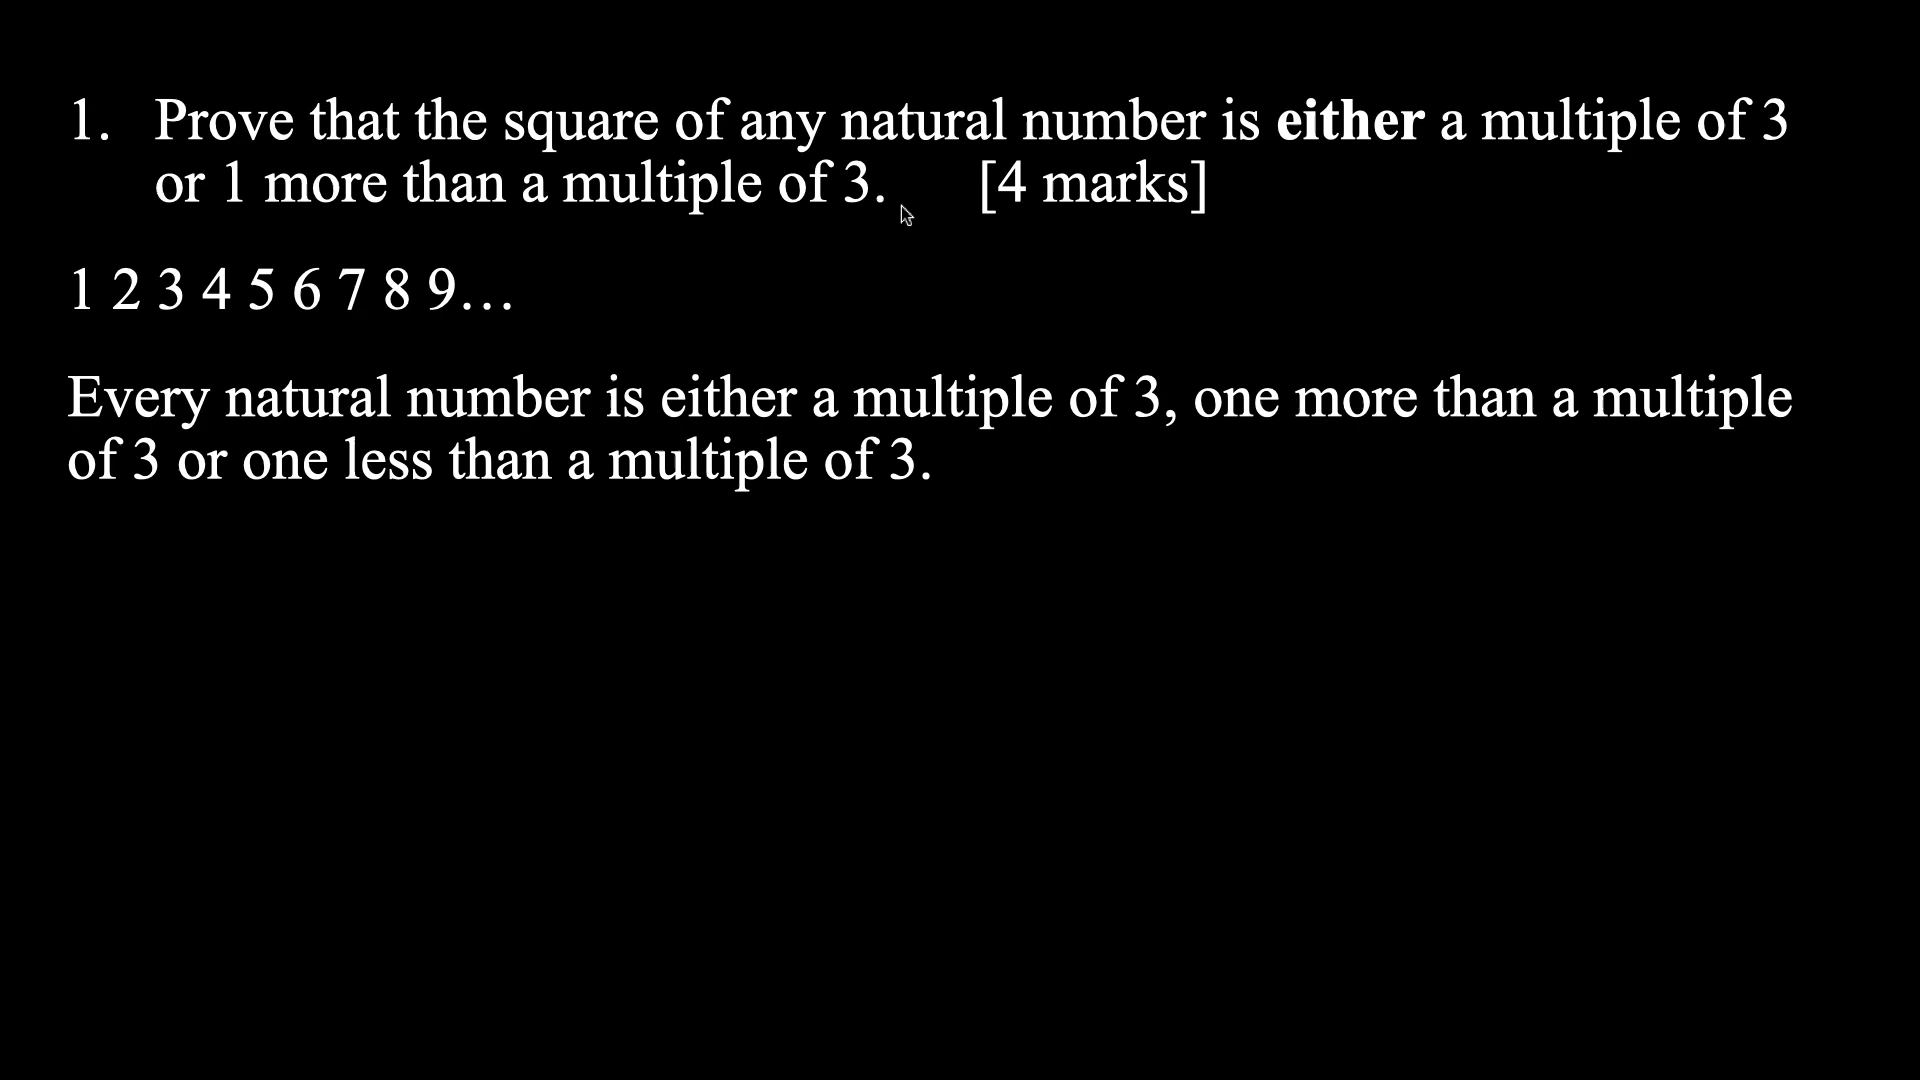 1. Prove that the square of any natural number is either a multiple of 3
or 1 more than a multiple of 3. [4 marks]
1 2 3 4 5 6 7 8 9…
Every natural number is either a multiple of 3, one more than a multiple
of 3 or one less than a multiple of 3.